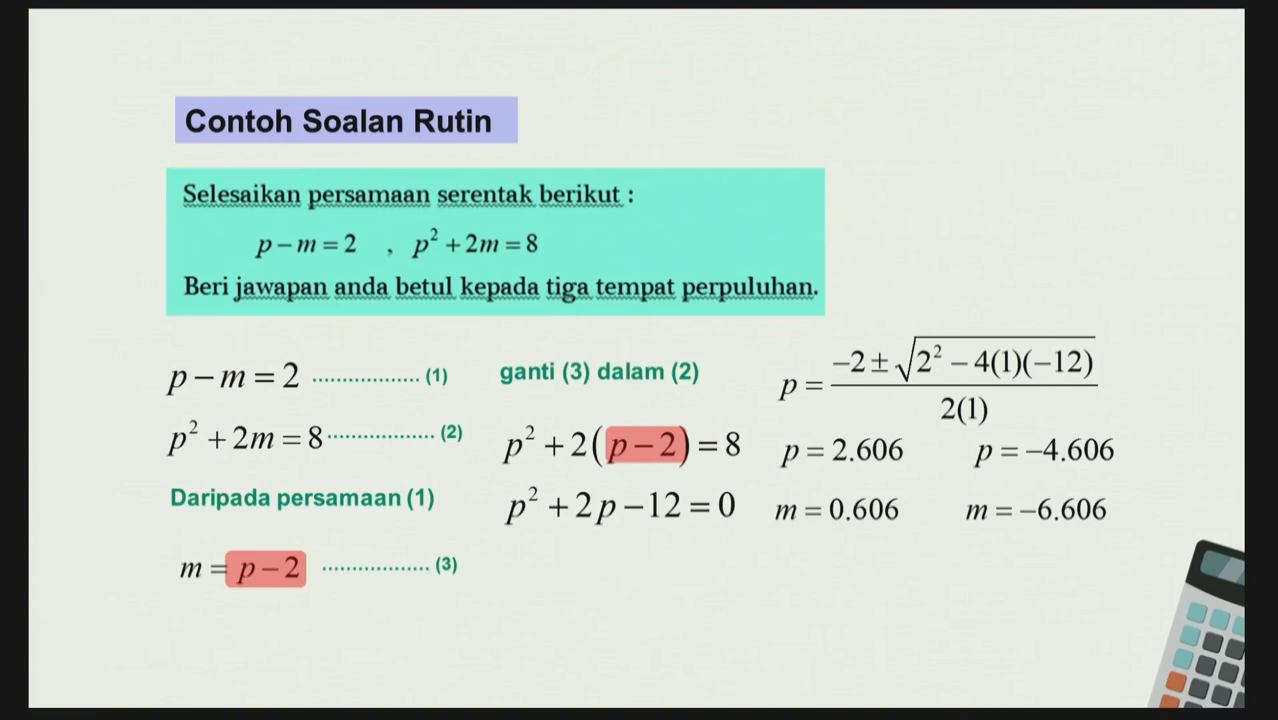 Contoh Soalan Rutin
Selesaikan persamaan serentak berikut :
p − m = 2 , p² + 2m = 8
Beri jawapan anda betul kepada tiga tempat perpuluhan.
p − m = 2 .................. (1)
p² + 2m = 8 .................. (2)
Daripada persamaan (1)
m = p − 2 .................. (3)
ganti (3) dalam (2)
p² + 2(p − 2) = 8
p² + 2p − 12 = 0
p = (−2 ± √(2² − 4(1)(−12))) / 2(1)
p = 2.606 p = −4.606
m = 0.606 m = −6.606